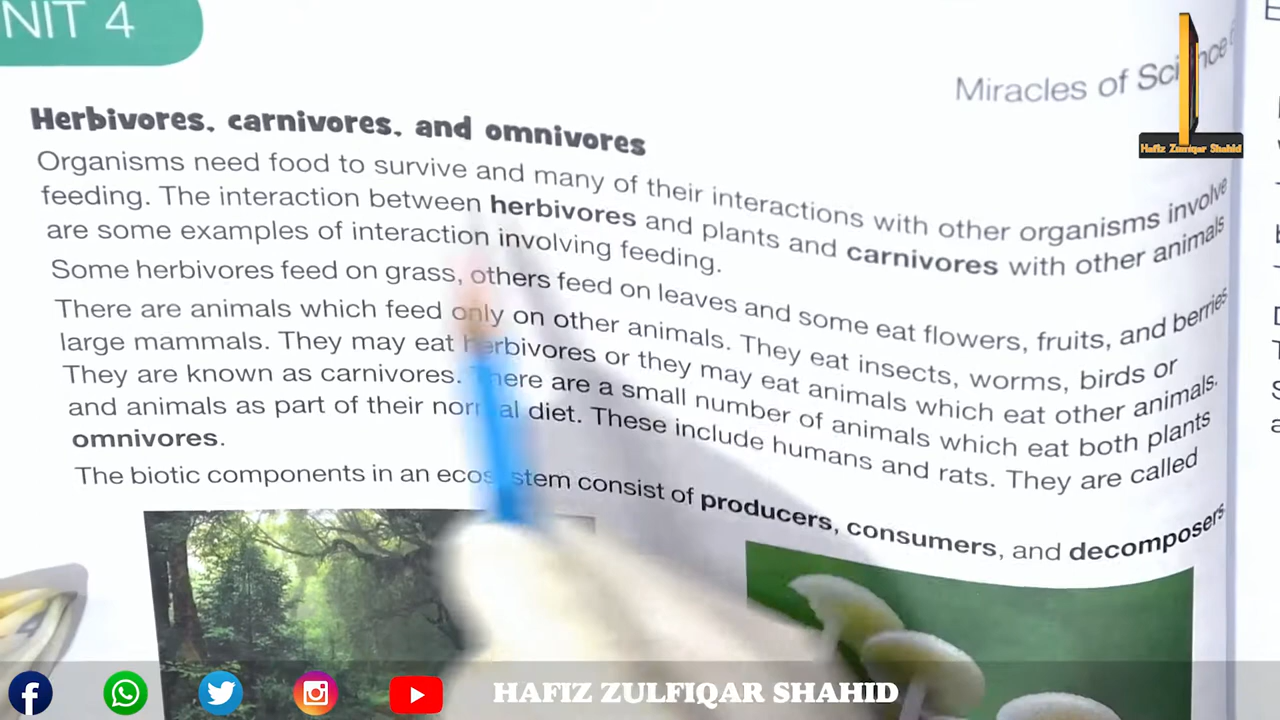 NIT 4
Miracles of Science
Hafiz Zulfiqar Shahid
Herbivores, carnivores, and omnivores
Organisms need food to survive and many of their interactions with other organisms involve
feeding. The interaction between herbivores and plants and carnivores with other animals
are some examples of interaction involving feeding.
Some herbivores feed on grass, others feed on leaves and some eat flowers, fruits, and berries
There are animals which feed only on other animals. They eat insects, worms, birds or
large mammals. They may eat herbivores or they may eat animals which eat other animals.
They are known as carnivores. There are a small number of animals which eat both plants
and animals as part of their normal diet. These include humans and rats. They are called
omnivores.
The biotic components in an ecosystem consist of producers, consumers, and decomposers
HAFIZ ZULFIQAR SHAHID